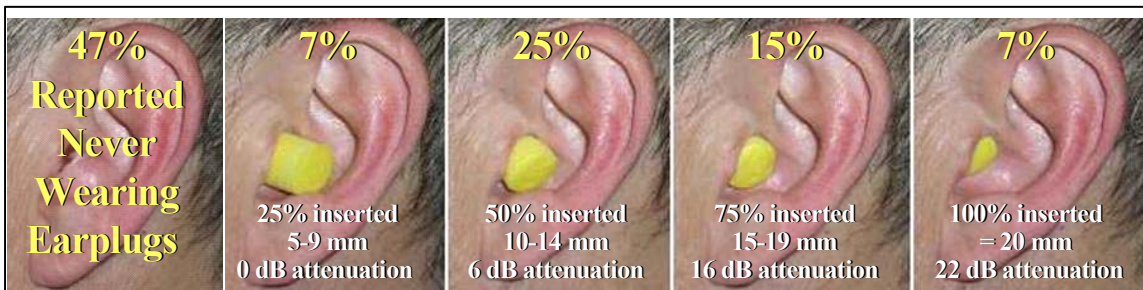 47%
Reported
Never
Wearing
Earplugs
7%
25% inserted
5-9 mm
0 dB attenuation
25%
50% inserted
10-14 mm
6 dB attenuation
15%
75% inserted
15-19 mm
16 dB attenuation
7%
100% inserted
= 20 mm
22 dB attenuation